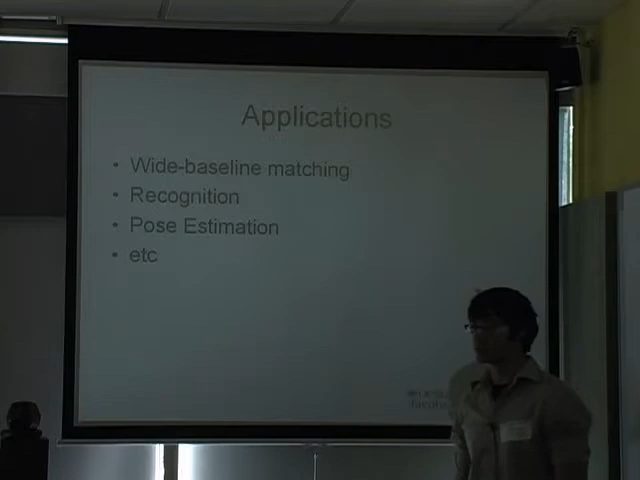 Applications
• Wide-baseline matching
• Recognition
• Pose Estimation
• etc